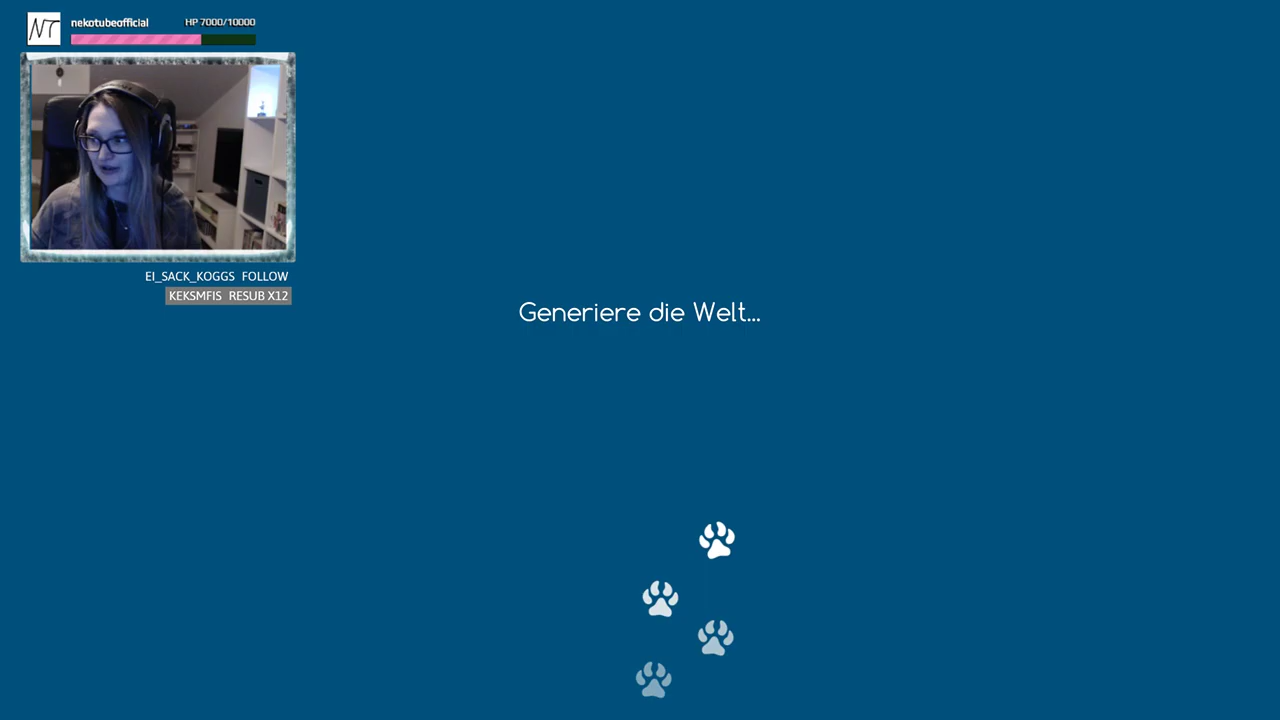 NT
nekotubeofficial
HP 7000/10000
EI_SACK_KOGGS FOLLOW
KEKSMFIS RESUB X12
Generiere die Welt...